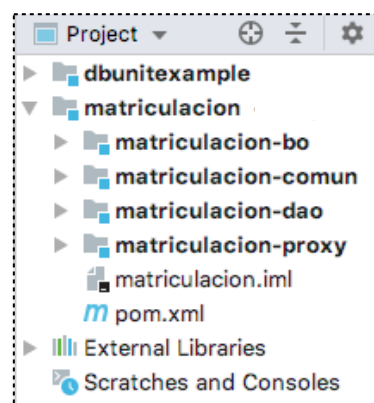 Project
dbunitexample
matriculacion
matriculacion-bo
matriculacion-comun
matriculacion-dao
matriculacion-proxy
matriculacion.iml
m pom.xml
External Libraries
Scratches and Consoles